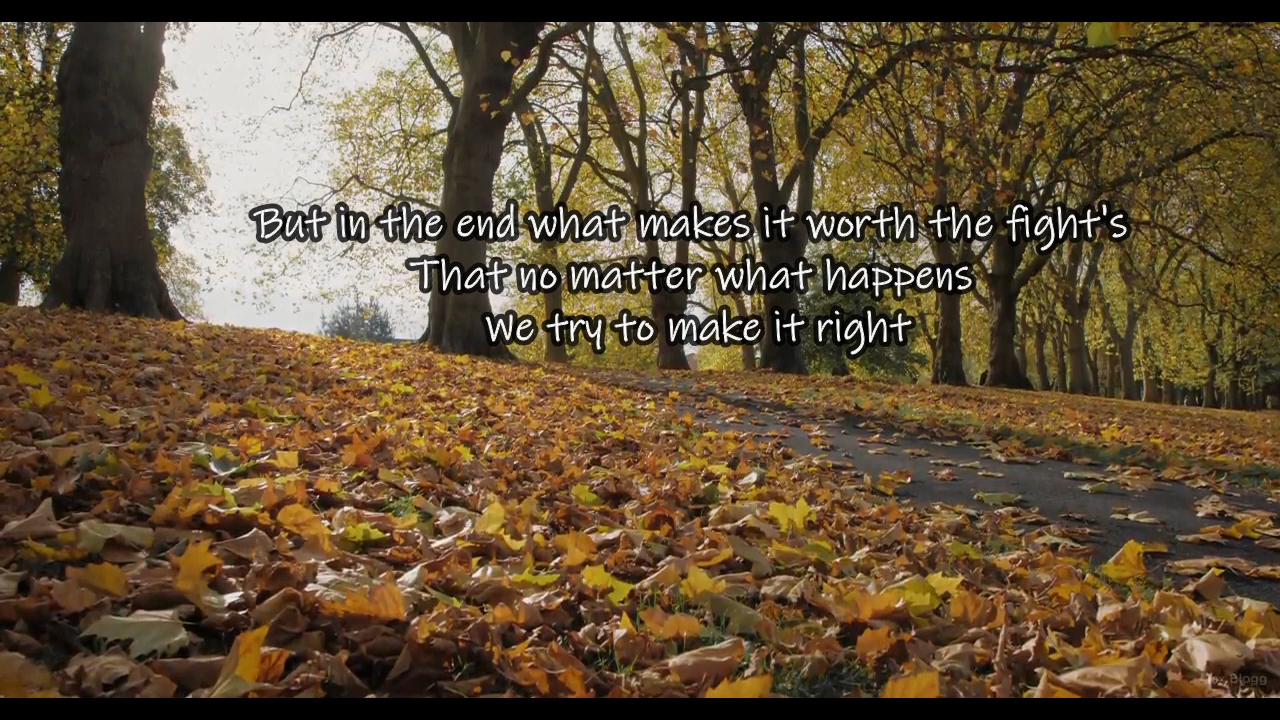 But in the end what makes it worth the fight's
That no matter what happens
We try to make it right